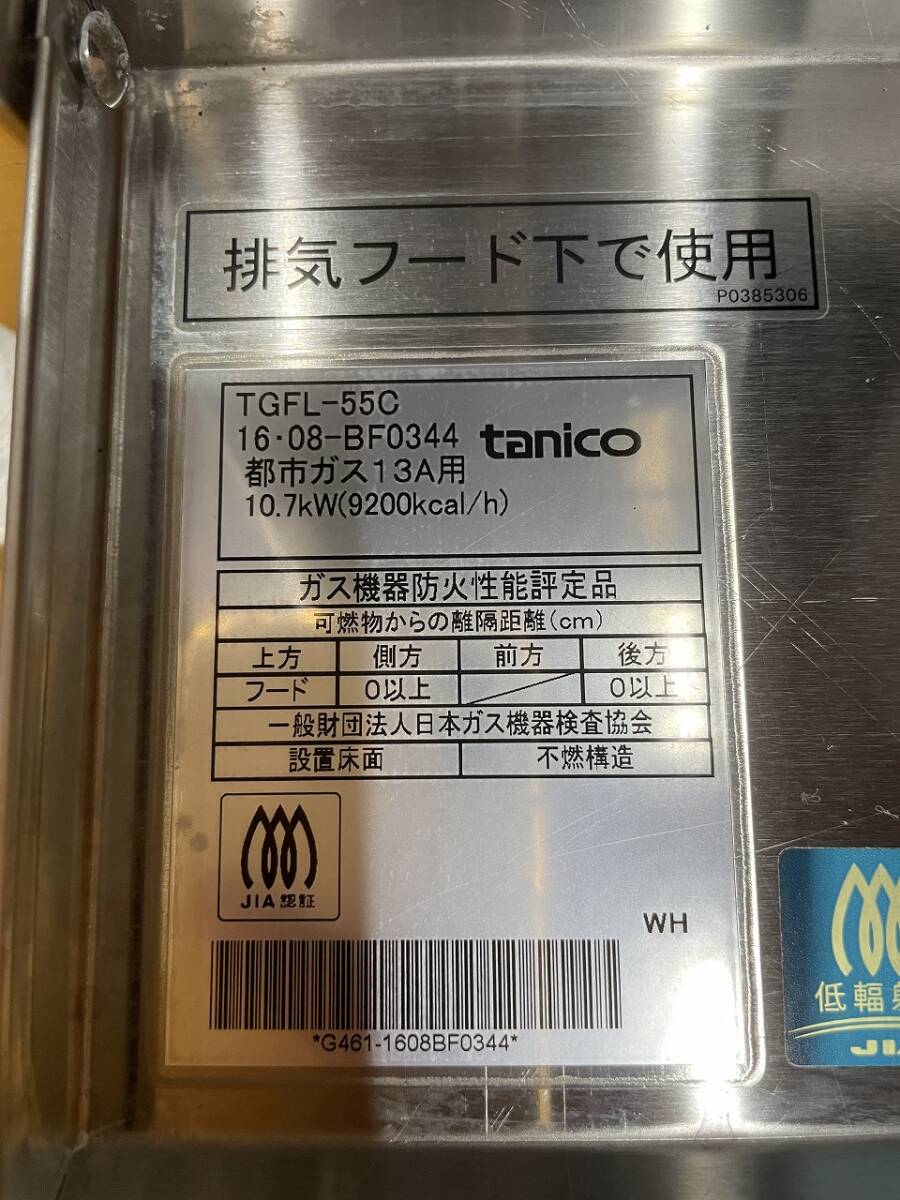 排気フード下で使用
P0385306
TGFL-55C
16・08-BF0344 tanico
都市ガス13A用
10.7kW(9200kcal/h)
ガス機器防火性能評定品
可燃物からの離隔距離(cm)
上方 側方 前方 後方
フード 0以上 0以上
一般財団法人日本ガス機器検査協会
設置床面 不燃構造
JIA認証
WH
*G461-1608BF0344*
低輻
JIA